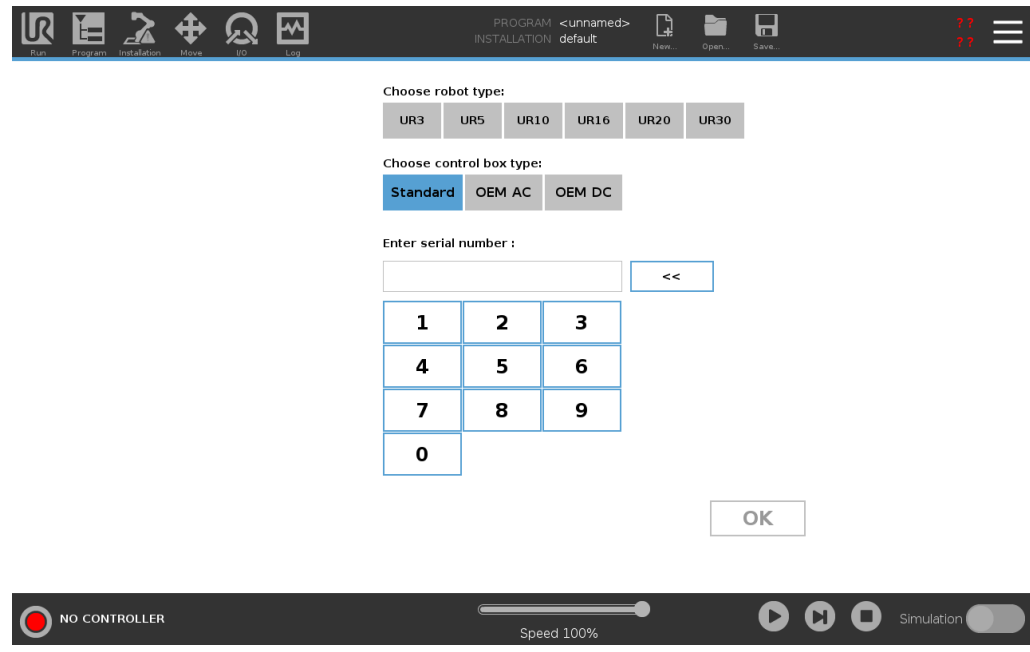 PROGRAM <unnamed>
INSTALLATION default
Run Program Installation Move I/O Log New... Open... Save...
? ?
? ?
Choose robot type:
UR3 UR5 UR10 UR16 UR20 UR30
Choose control box type:
Standard OEM AC OEM DC
Enter serial number :
<<
1 2 3
4 5 6
7 8 9
0
OK
NO CONTROLLER
Speed 100%
Simulation